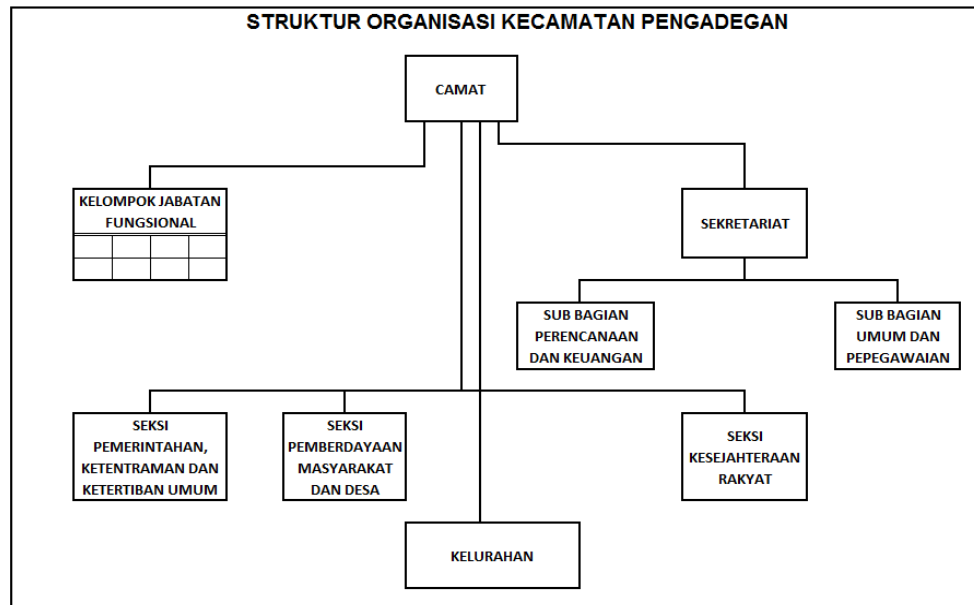 STRUKTUR ORGANISASI KECAMATAN PENGADEGAN
CAMAT
KELOMPOK JABATAN
FUNGSIONAL
SEKRETARIAT
SUB BAGIAN
PERENCANAAN
DAN KEUANGAN
SUB BAGIAN
UMUM DAN
PEPEGAWAIAN
SEKSI
PEMERINTAHAN,
KETENTRAMAN DAN
KETERTIBAN UMUM
SEKSI
PEMBERDAYAAN
MASYARAKAT
DAN DESA
SEKSI
KESEJAHTERAAN
RAKYAT
KELURAHAN